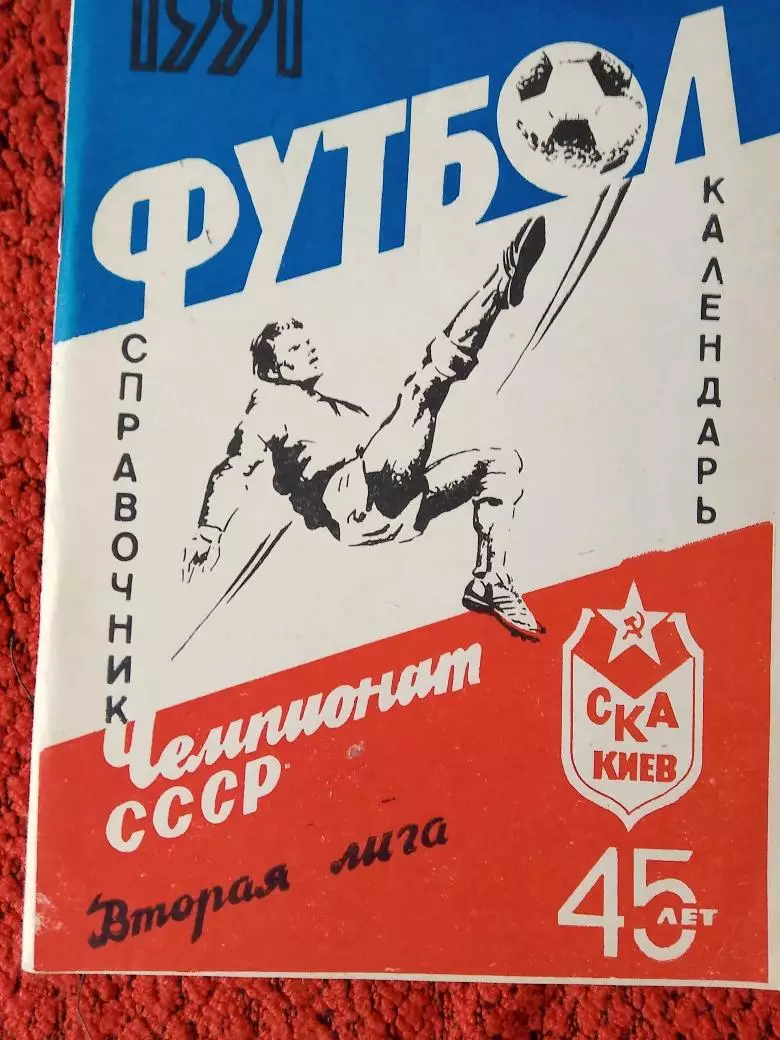 1991
ФУТБОЛ
СПРАВОЧНИК
КАЛЕНДАРЬ
Чемпионат
СССР
Вторая лига
СКА
КИЕВ
45
ЛЕТ